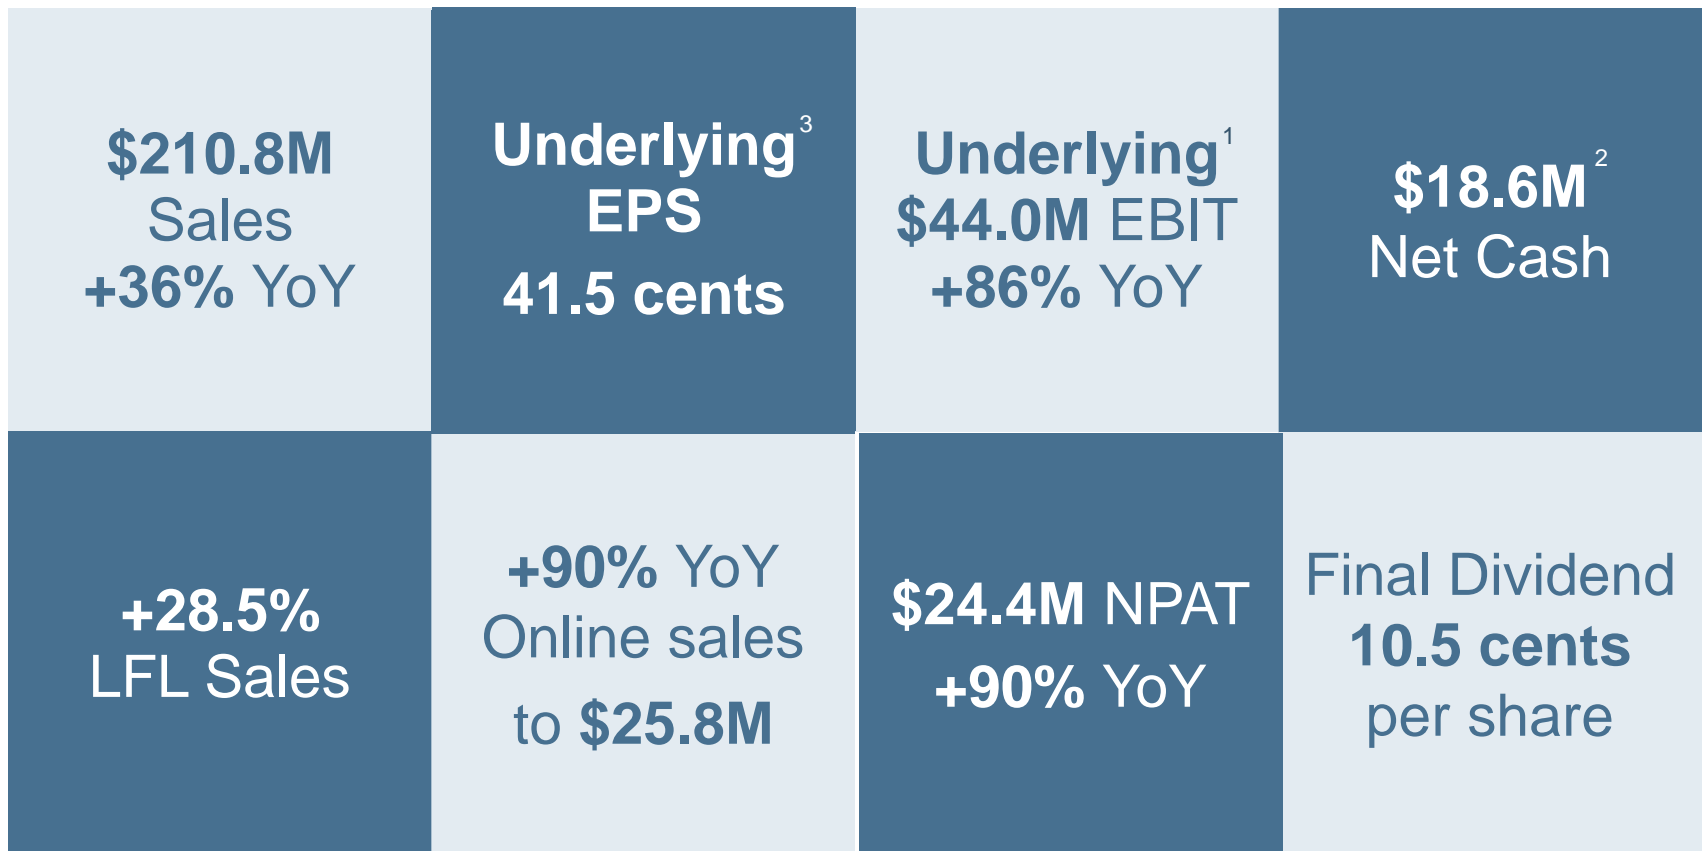 $210.8M
Sales
+36% YoY
Underlying³
EPS
41.5 cents
Underlying¹
$44.0M EBIT
+86% YoY
$18.6M²
Net Cash
+28.5%
LFL Sales
+90% YoY
Online sales
to $25.8M
$24.4M NPAT
+90% YoY
Final Dividend
10.5 cents
per share